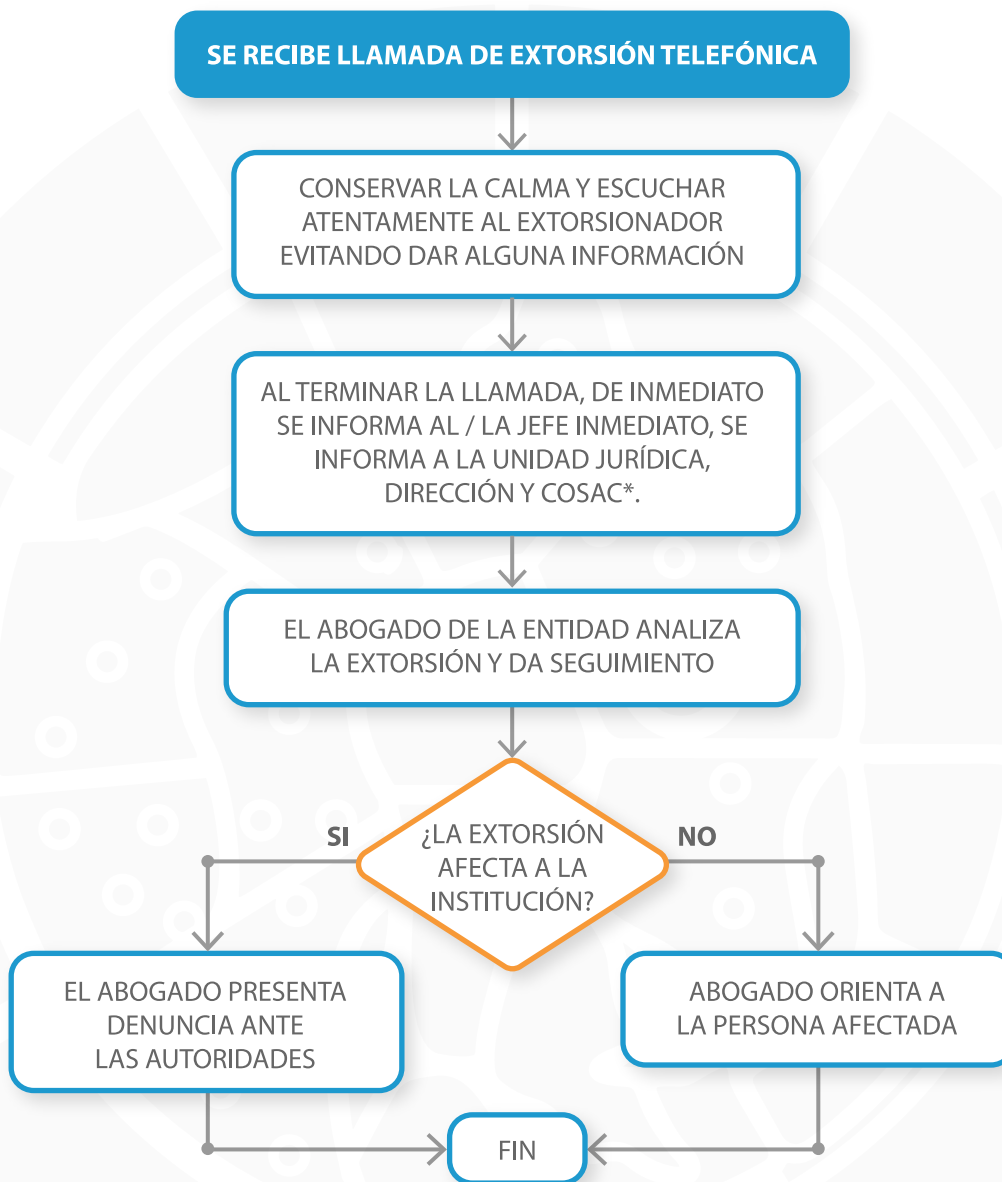 SE RECIBE LLAMADA DE EXTORSIÓN TELEFÓNICA
CONSERVAR LA CALMA Y ESCUCHAR
ATENTAMENTE AL EXTORSIONADOR
EVITANDO DAR ALGUNA INFORMACIÓN
AL TERMINAR LA LLAMADA, DE INMEDIATO
SE INFORMA AL / LA JEFE INMEDIATO, SE
INFORMA A LA UNIDAD JURÍDICA,
DIRECCIÓN Y COSAC*.
EL ABOGADO DE LA ENTIDAD ANALIZA
LA EXTORSIÓN Y DA SEGUIMIENTO
¿LA EXTORSIÓN
AFECTA A LA
INSTITUCIÓN?
SI
NO
EL ABOGADO PRESENTA
DENUNCIA ANTE
LAS AUTORIDADES
ABOGADO ORIENTA A
LA PERSONA AFECTADA
FIN